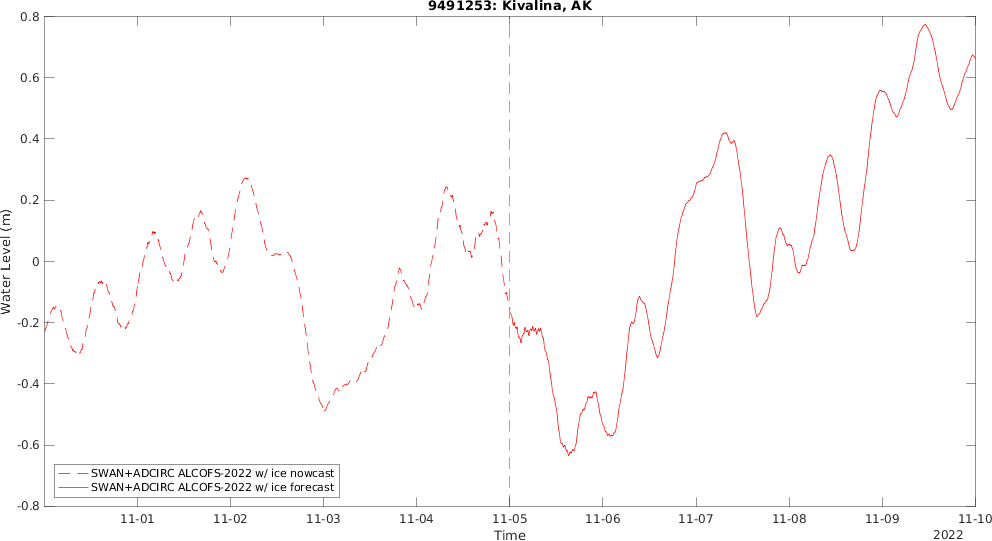 9491253: Kivalina, AK
0.8
0.6
0.4
0.2
0
-0.2
-0.4
-0.6
-0.8
Water Level (m)
SWAN+ADCIRC ALCOFS-2022 w/ ice nowcast
SWAN+ADCIRC ALCOFS-2022 w/ ice forecast
11-01 11-02 11-03 11-04 11-05 11-06 11-07 11-08 11-09 11-10
Time
2022